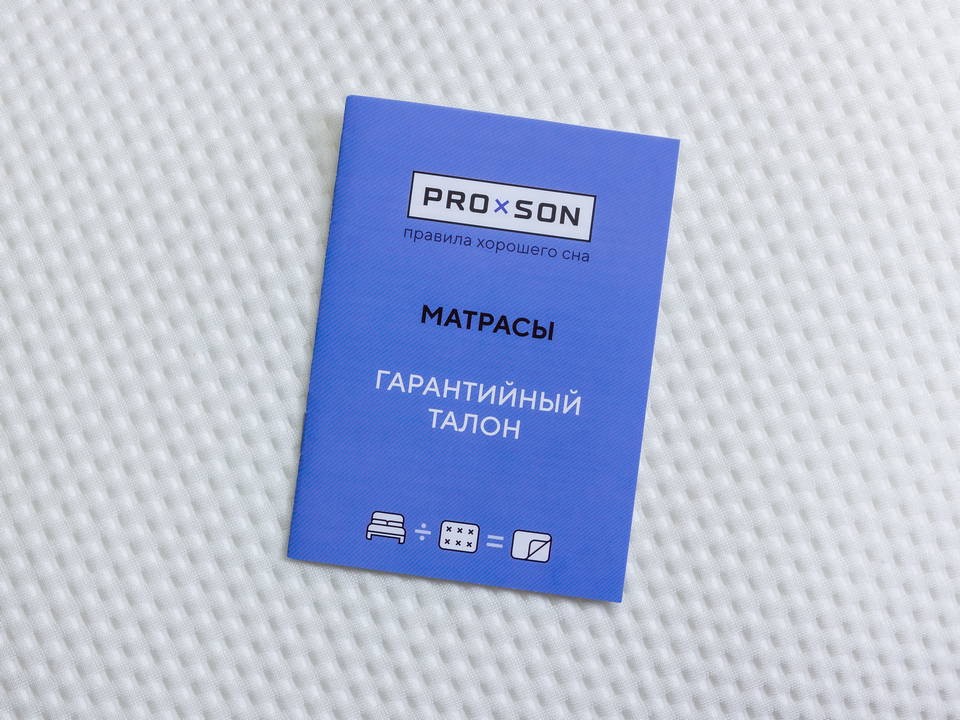 PRO×SON
правила хорошего сна
МАТРАСЫ
ГАРАНТИЙНЫЙ
ТАЛОН
÷ =